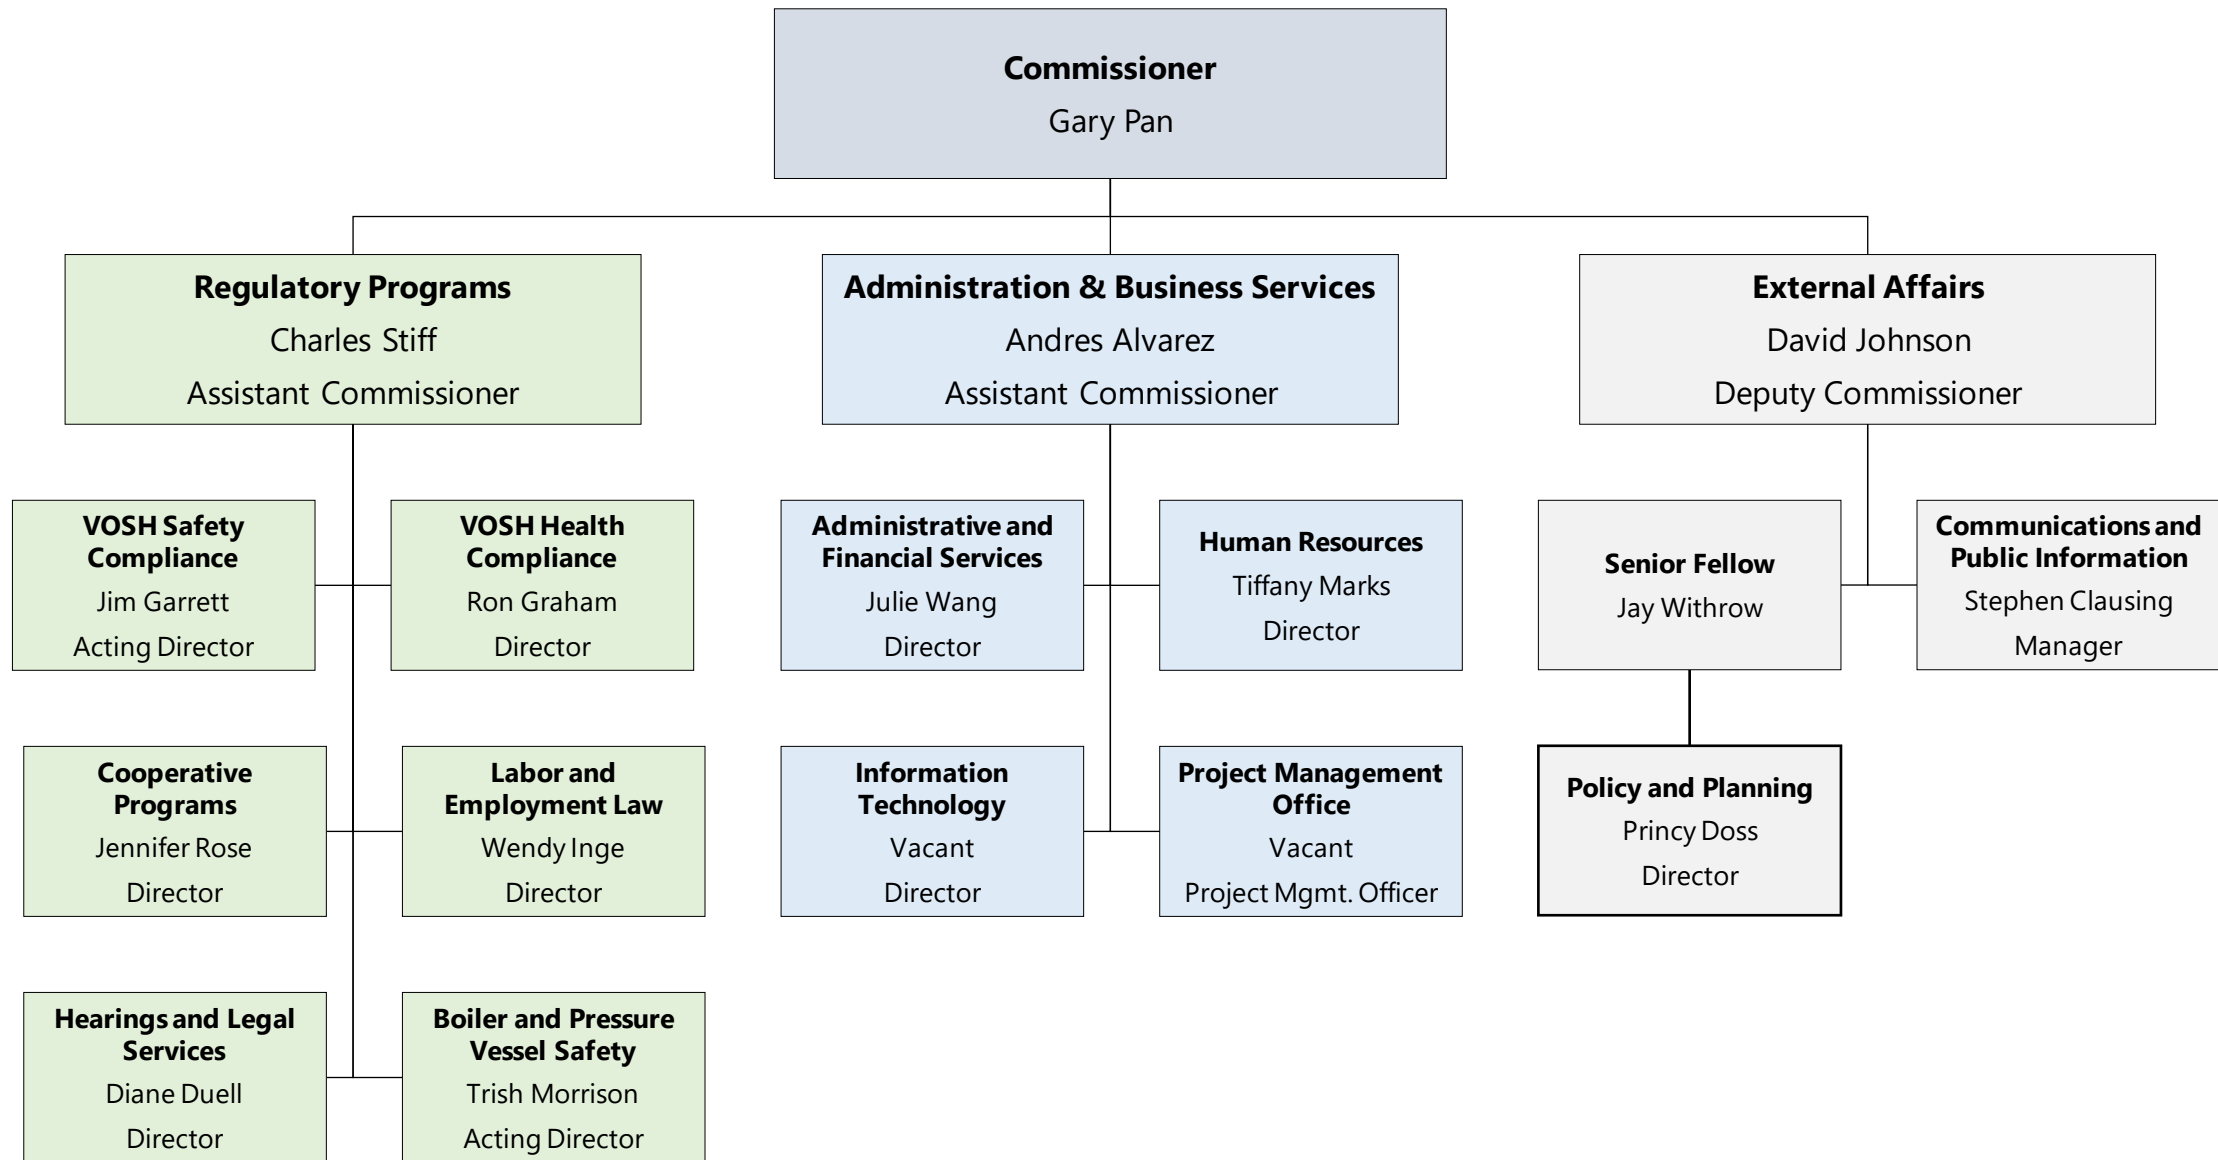 Commissioner
Gary Pan
Regulatory Programs
Charles Stiff
Assistant Commissioner
Administration & Business Services
Andres Alvarez
Assistant Commissioner
External Affairs
David Johnson
Deputy Commissioner
VOSH Safety
Compliance
Jim Garrett
Acting Director
VOSH Health
Compliance
Ron Graham
Director
Administrative and
Financial Services
Julie Wang
Director
Human Resources
Tiffany Marks
Director
Senior Fellow
Jay Withrow
Communications and
Public Information
Stephen Clausing
Manager
Cooperative
Programs
Jennifer Rose
Director
Labor and
Employment Law
Wendy Inge
Director
Information
Technology
Vacant
Director
Project Management
Office
Vacant
Project Mgmt. Officer
Policy and Planning
Princy Doss
Director
Hearings and Legal
Services
Diane Duell
Director
Boiler and Pressure
Vessel Safety
Trish Morrison
Acting Director